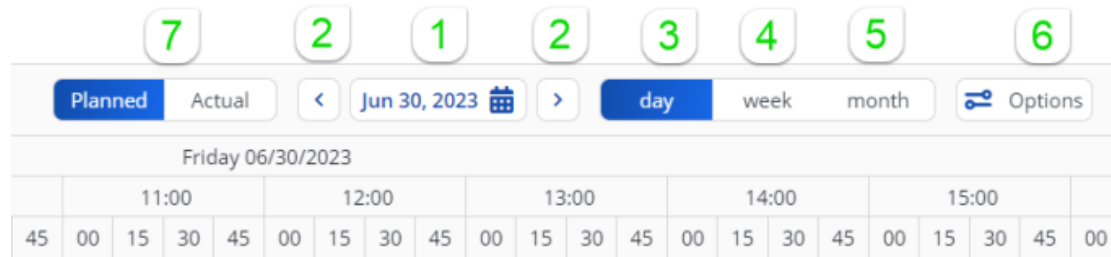 7 2 1 2 3 4 5 6
Planned Actual < Jun 30, 2023 > day week month Options
Friday 06/30/2023
11:00 12:00 13:00 14:00 15:00
45 00 15 30 45 00 15 30 45 00 15 30 45 00 15 30 45 00 15 30 45 00